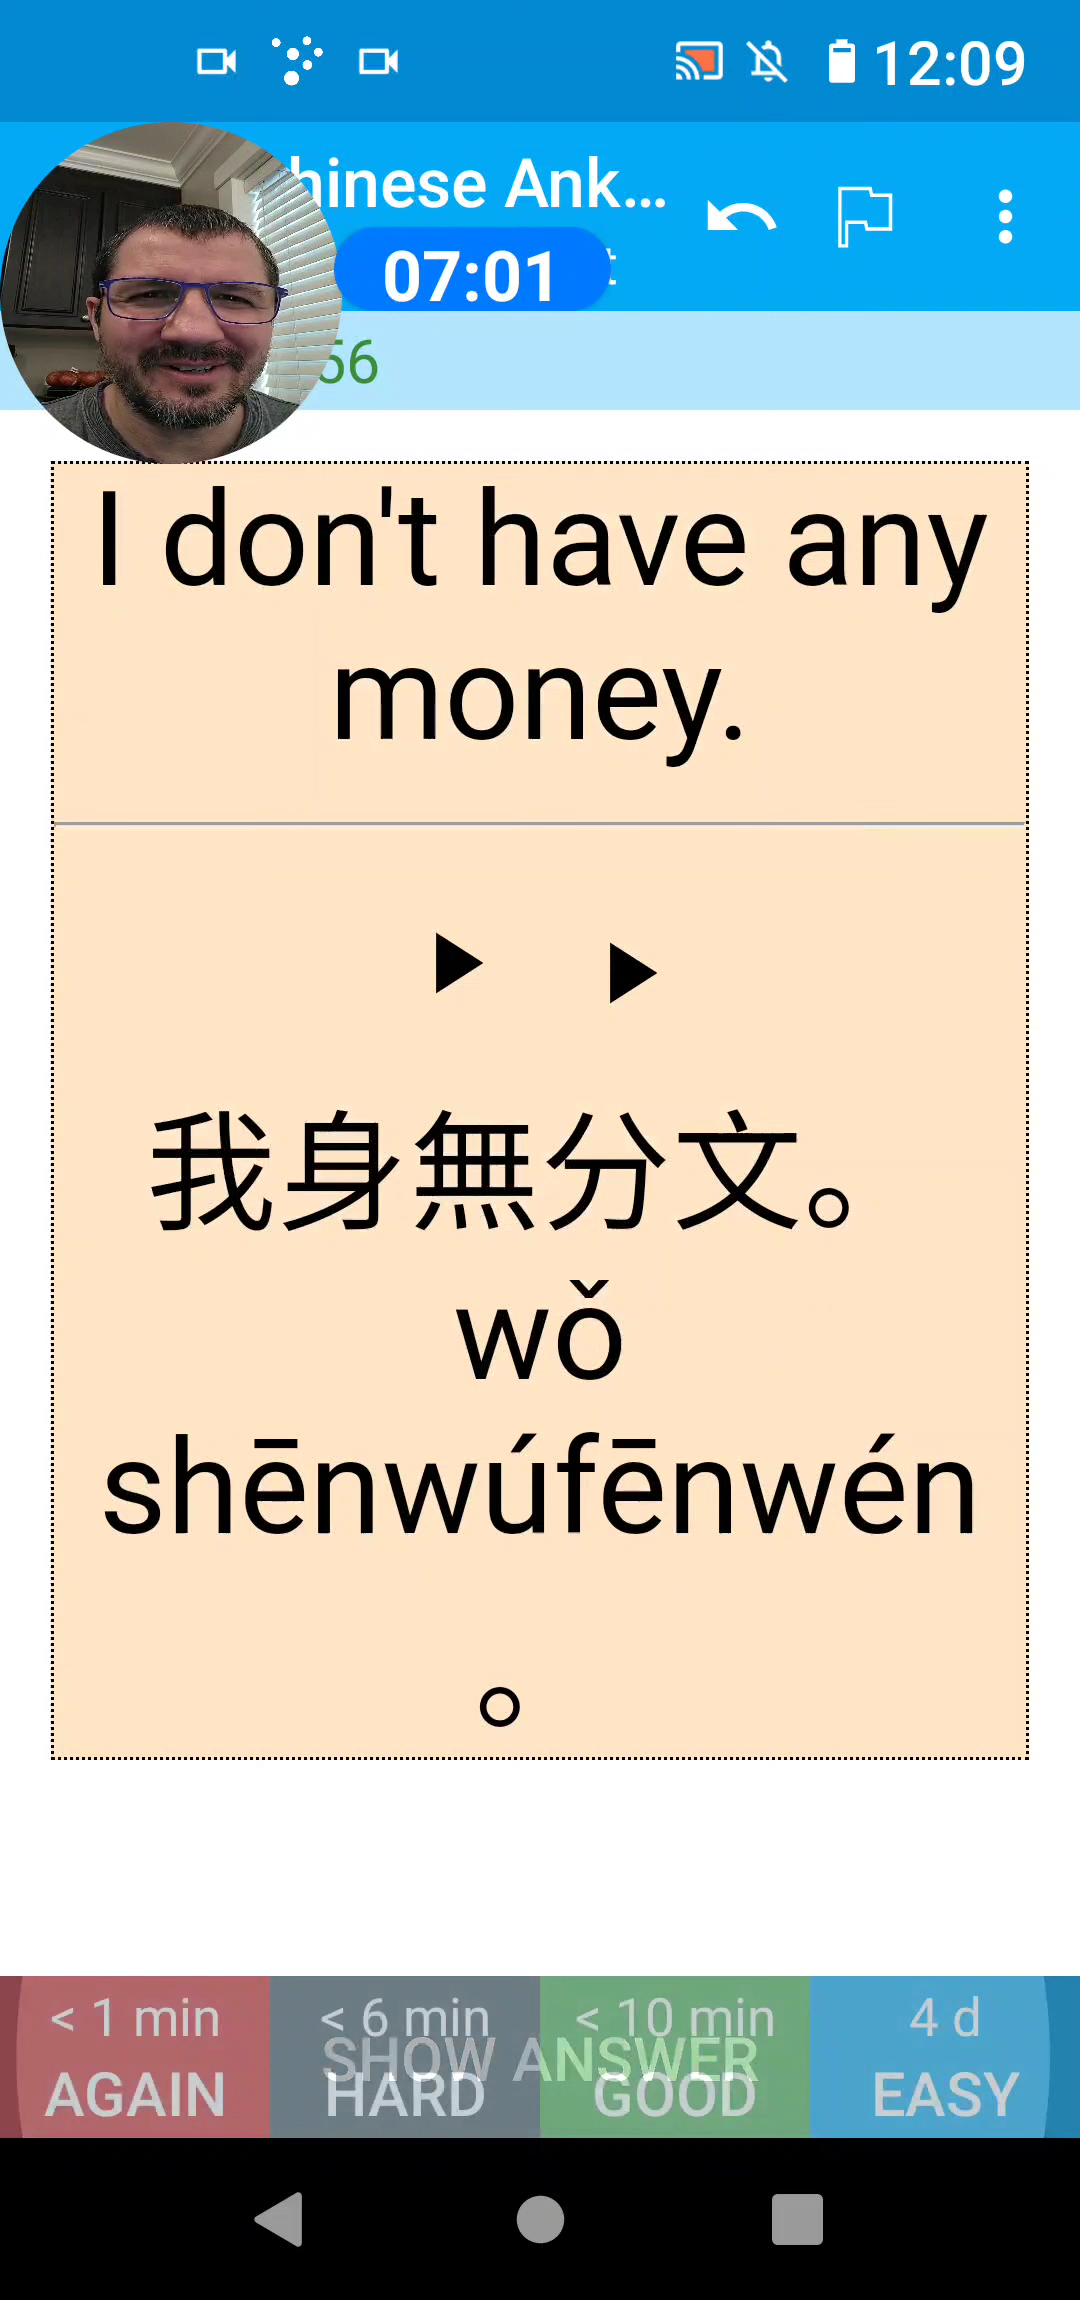 12:09
hinese Ank...
07:01
t
56
I don't have any
money.
我身無分文。
wǒ
shēnwúfēnwén
。
< 1 min
< 6 min
< 10 min
4 d
SHOW ANSWER
AGAIN
HARD
GOOD
EASY